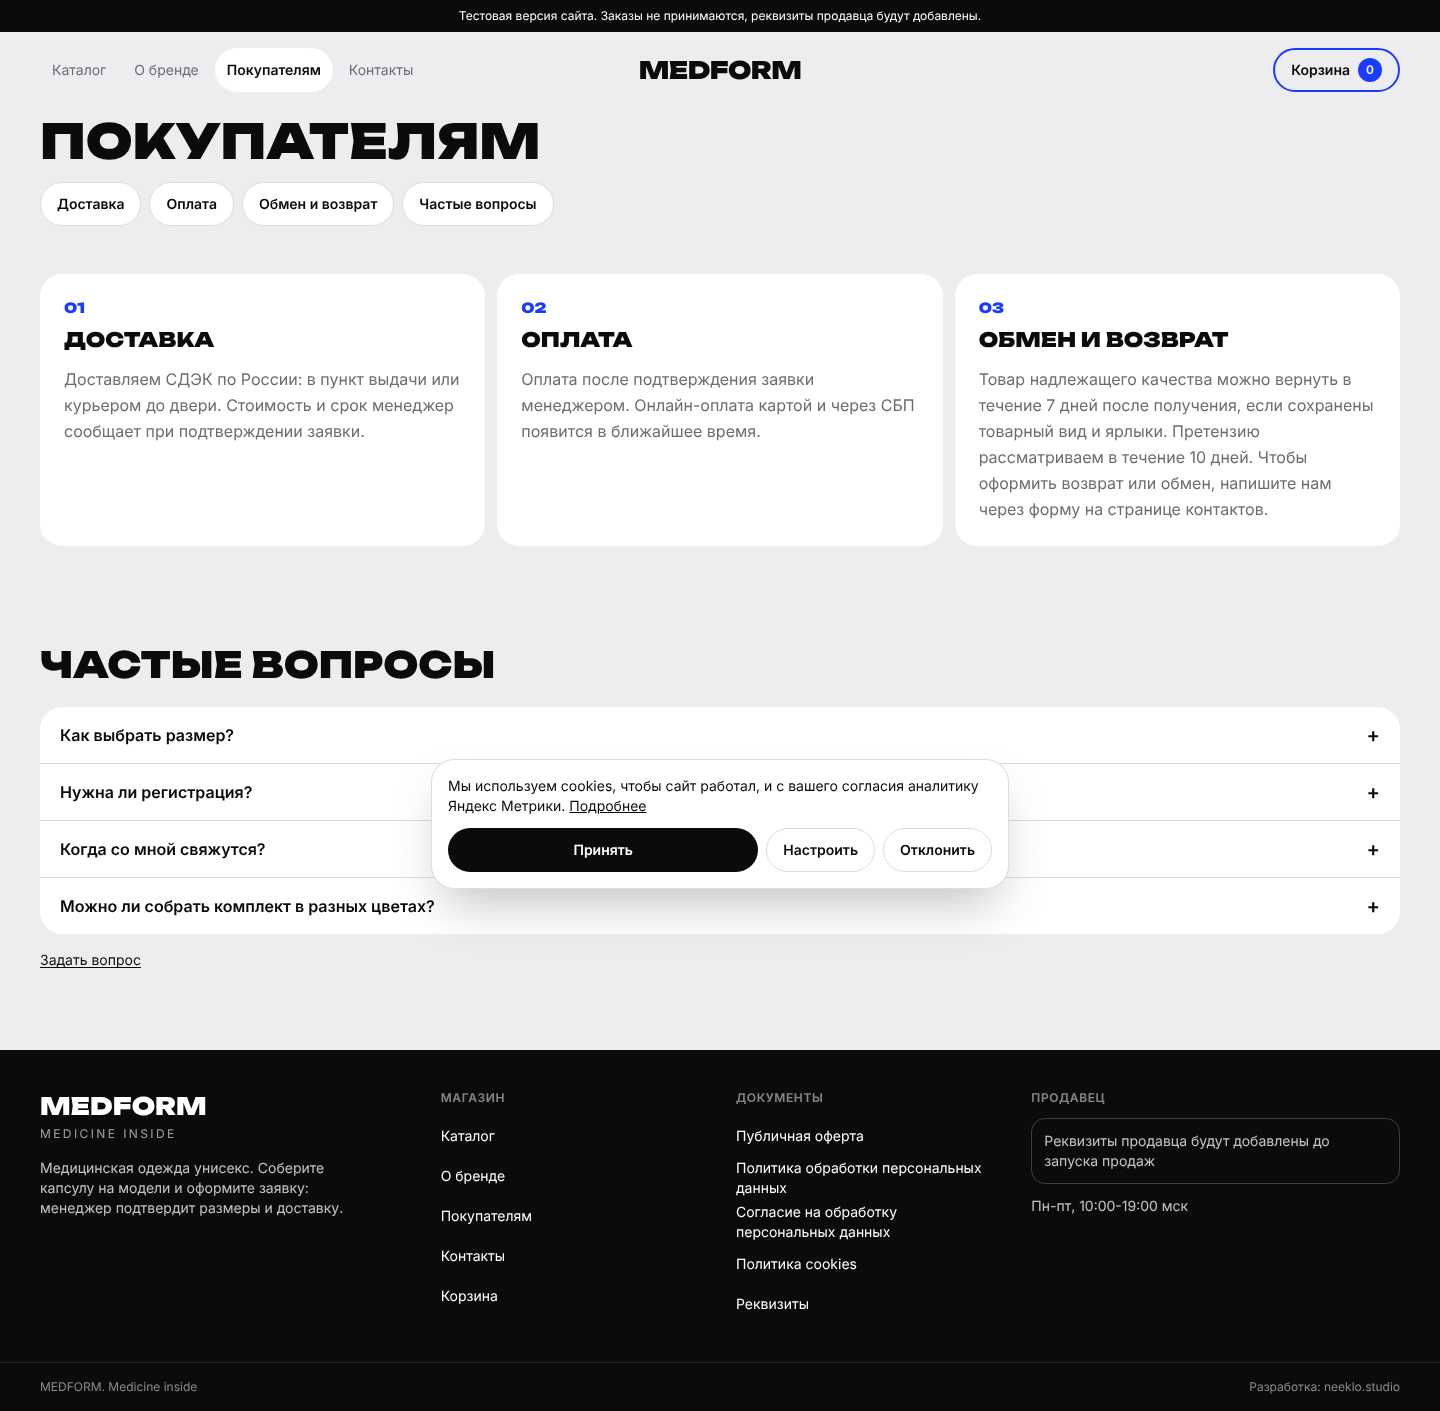 Тестовая версия сайта. Заказы не принимаются, реквизиты продавца будут добавлены.
Каталог
О бренде
Покупателям
Контакты
MEDFORM
Корзина 0
ПОКУПАТЕЛЯМ
Доставка
Оплата
Обмен и возврат
Частые вопросы
01
ДОСТАВКА
Доставляем СДЭК по России: в пункт выдачи или
курьером до двери. Стоимость и срок менеджер
сообщает при подтверждении заявки.
02
ОПЛАТА
Оплата после подтверждения заявки
менеджером. Онлайн-оплата картой и через СБП
появится в ближайшее время.
03
ОБМЕН И ВОЗВРАТ
Товар надлежащего качества можно вернуть в
течение 7 дней после получения, если сохранены
товарный вид и ярлыки. Претензию
рассматриваем в течение 10 дней. Чтобы
оформить возврат или обмен, напишите нам
через форму на странице контактов.
ЧАСТЫЕ ВОПРОСЫ
Как выбрать размер? +
Нужна ли регистрация? +
Когда со мной свяжутся? +
Можно ли собрать комплект в разных цветах? +
Мы используем cookies, чтобы сайт работал, и с вашего согласия аналитику
Яндекс Метрики. Подробнее
Принять
Настроить
Отклонить
Задать вопрос
MEDFORM
MEDICINE INSIDE
Медицинская одежда унисекс. Соберите
капсулу на модели и оформите заявку:
менеджер подтвердит размеры и доставку.
МАГАЗИН
Каталог
О бренде
Покупателям
Контакты
Корзина
ДОКУМЕНТЫ
Публичная оферта
Политика обработки персональных
данных
Согласие на обработку
персональных данных
Политика cookies
Реквизиты
ПРОДАВЕЦ
Реквизиты продавца будут добавлены до
запуска продаж
Пн-пт, 10:00-19:00 мск
MEDFORM. Medicine inside
Разработка: neeklo.studio